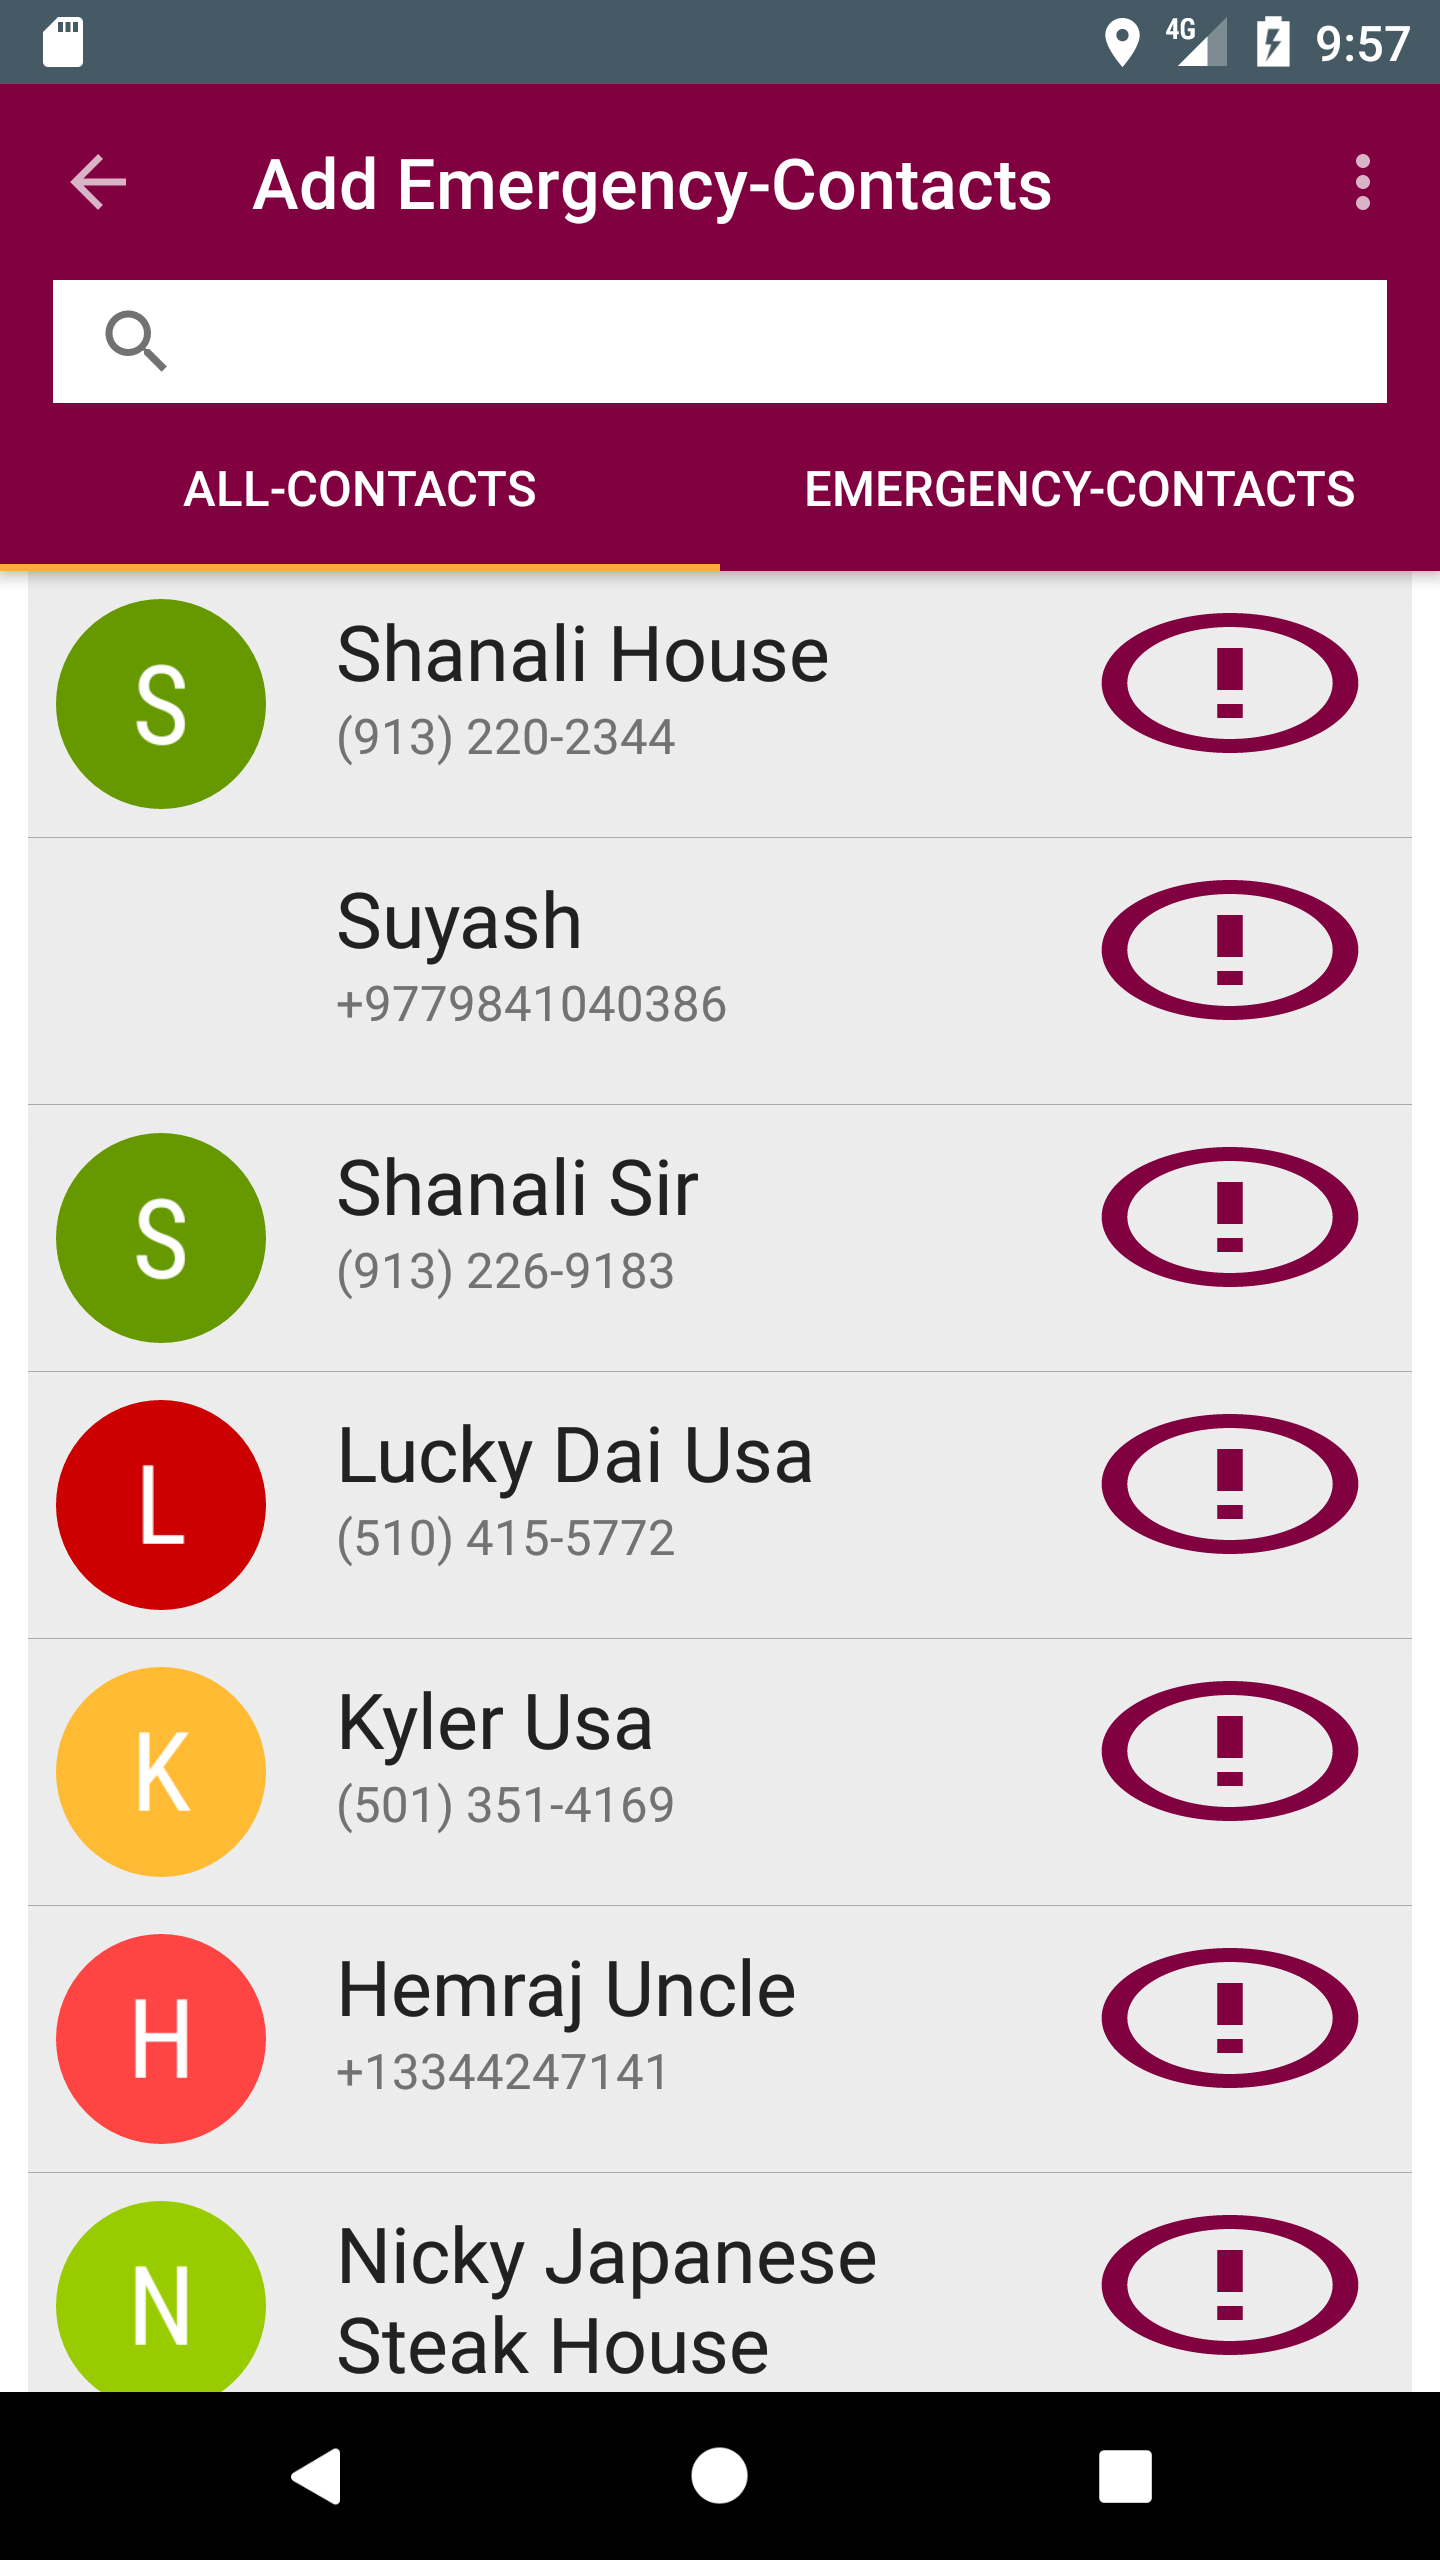 4G 9:57
Add Emergency-Contacts
ALL-CONTACTS EMERGENCY-CONTACTS
S
Shanali House
(913) 220-2344
Suyash
+9779841040386
S
Shanali Sir
(913) 226-9183
L
Lucky Dai Usa
(510) 415-5772
K
Kyler Usa
(501) 351-4169
H
Hemraj Uncle
+13344247141
N
Nicky Japanese
Steak House